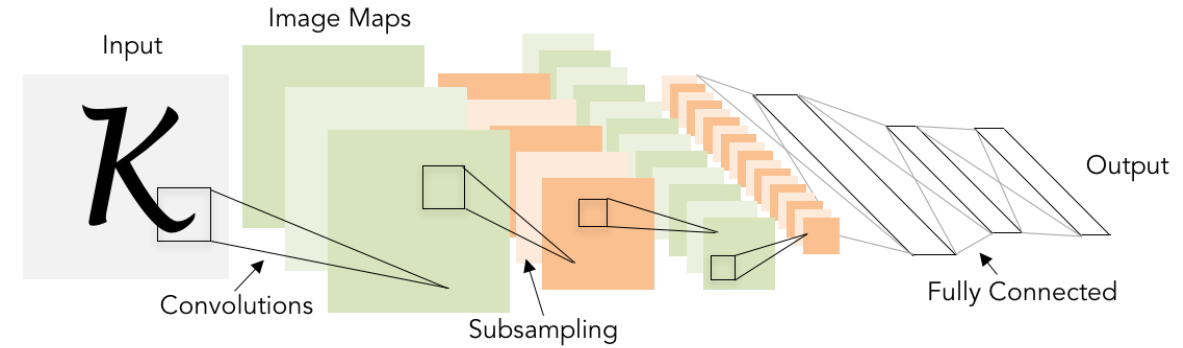 Image Maps
Input
K
Output
Convolutions
Subsampling
Fully Connected